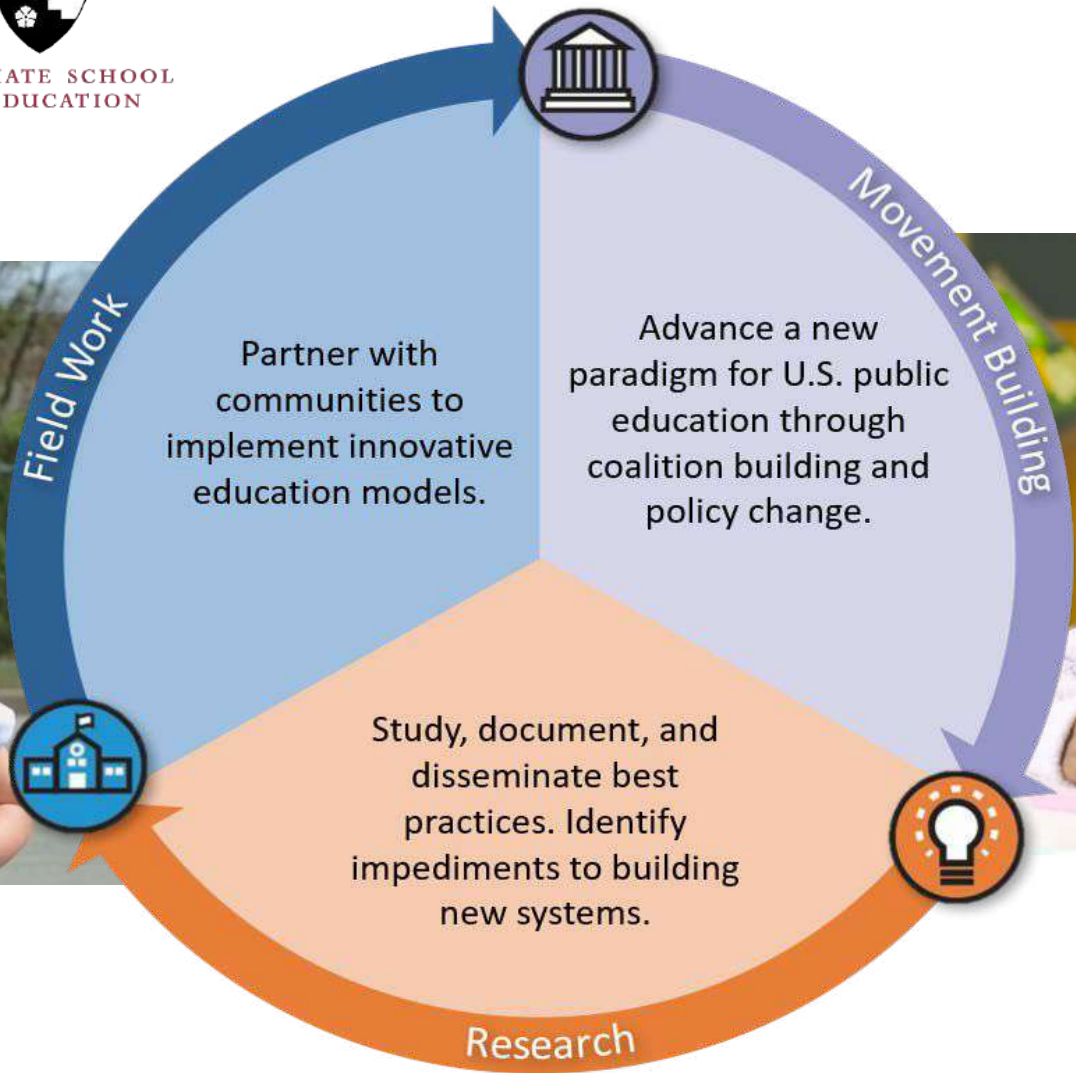 SCHOOL
Field Work
Partner with
communities to
implement innovative
education models.
Movement Building
Advance a new
paradigm for U.S. public
education through
coalition building and
policy change.
Study, document, and
disseminate best
practices. Identify
impediments to building
new systems.
Research